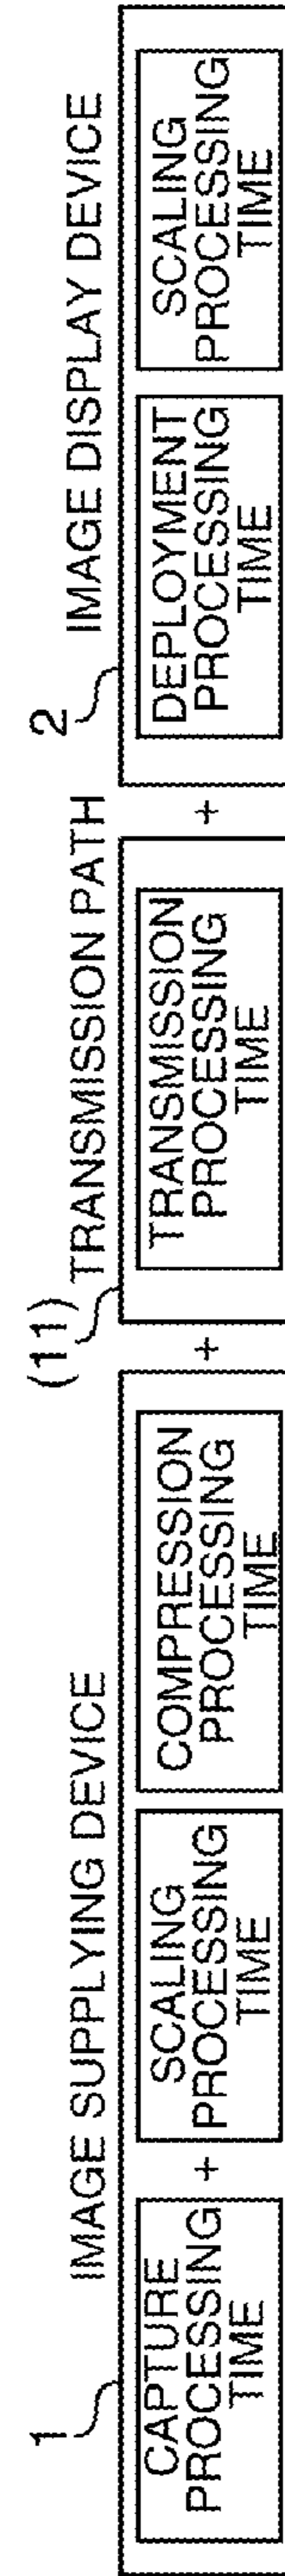 1
IMAGE SUPPLYING DEVICE
CAPTURE
PROCESSING
TIME
+
SCALING
PROCESSING
TIME
COMPRESSION
PROCESSING
TIME
+
(11)
TRANSMISSION PATH
TRANSMISSION
PROCESSING
TIME
+
2
IMAGE DISPLAY DEVICE
DEPLOYMENT
PROCESSING
TIME
SCALING
PROCESSING
TIME